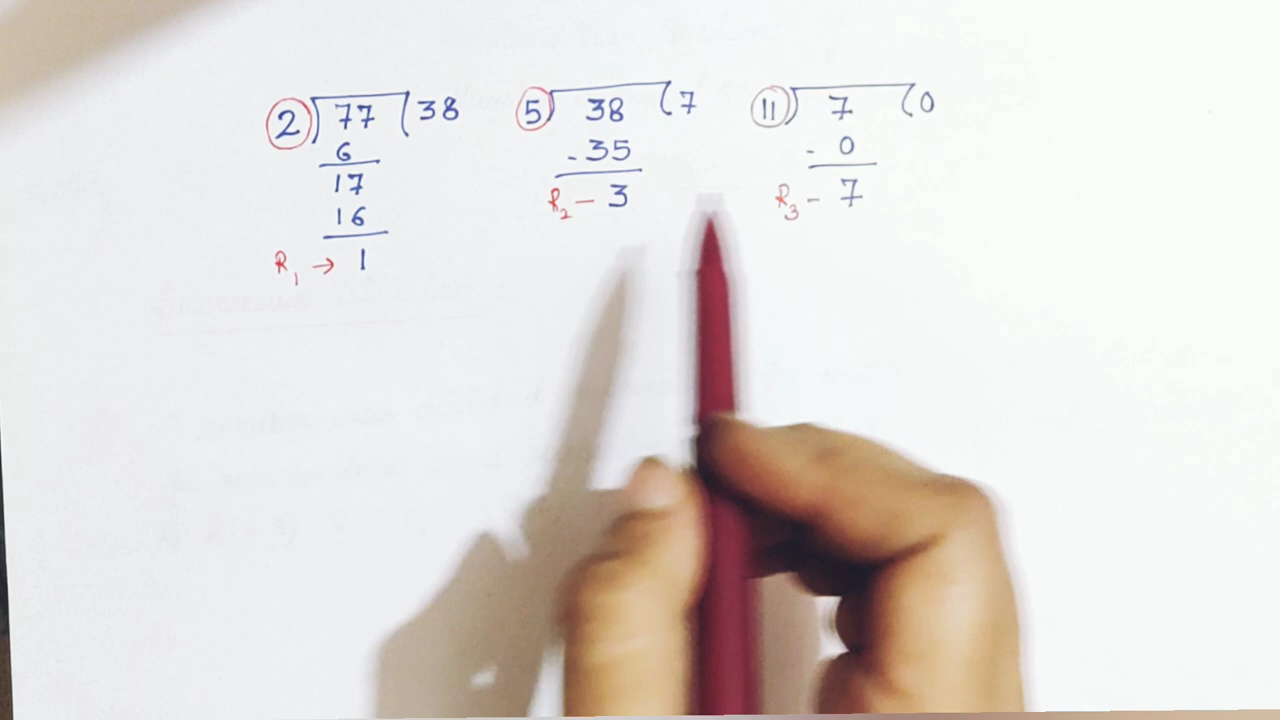 2) 77 (38
6
17
16
R1 → 1
5) 38 (7
- 35
R2 - 3
11) 7 (0
- 0
R3 - 7